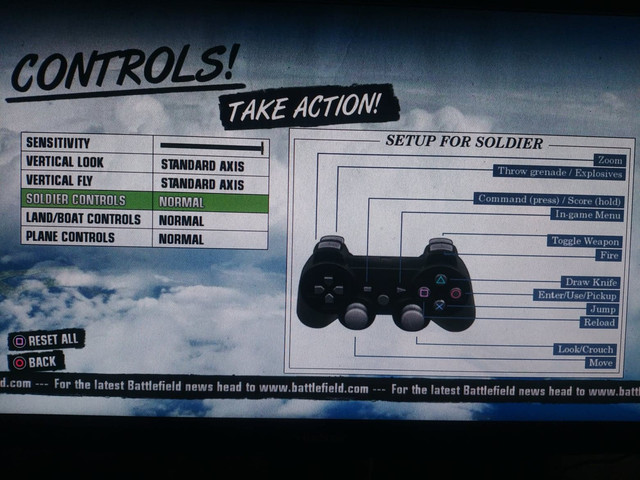 CONTROLS!
TAKE ACTION!
SENSITIVITY
VERTICAL LOOK STANDARD AXIS
VERTICAL FLY STANDARD AXIS
SOLDIER CONTROLS NORMAL
LAND/BOAT CONTROLS NORMAL
PLANE CONTROLS NORMAL
SETUP FOR SOLDIER
Zoom
Throw grenade / Explosives
Command (press) / Score (hold)
In-game Menu
Toggle Weapon
Fire
Draw Knife
Enter/Use/Pickup
Jump
Reload
Look/Crouch
Move
RESET ALL
BACK
d.com --- For the latest Battlefield news head to www.battlefield.com --- For the latest Battlefield news head to www.batt